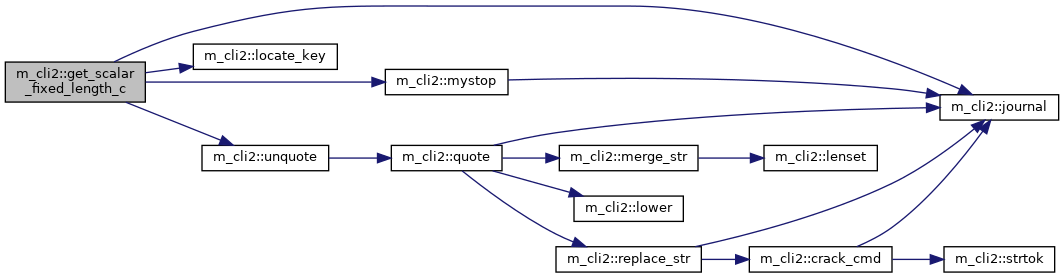 m_cli2::get_scalar
_fixed_length_c
m_cli2::locate_key
m_cli2::mystop
m_cli2::journal
m_cli2::unquote
m_cli2::quote
m_cli2::merge_str
m_cli2::lenset
m_cli2::lower
m_cli2::replace_str
m_cli2::crack_cmd
m_cli2::strtok